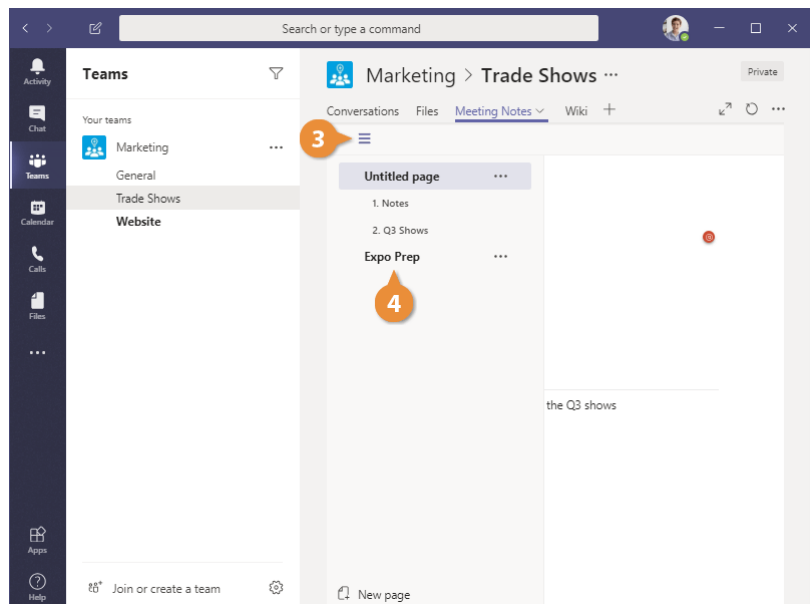 Search or type a command
Activity
Chat
Teams
Calendar
Calls
Files
Apps
Help
Teams
Your teams
Marketing
General
Trade Shows
Website
Join or create a team
Marketing > Trade Shows
Private
Conversations Files Meeting Notes Wiki
3
Untitled page
1. Notes
2. Q3 Shows
Expo Prep
4
the Q3 shows
New page